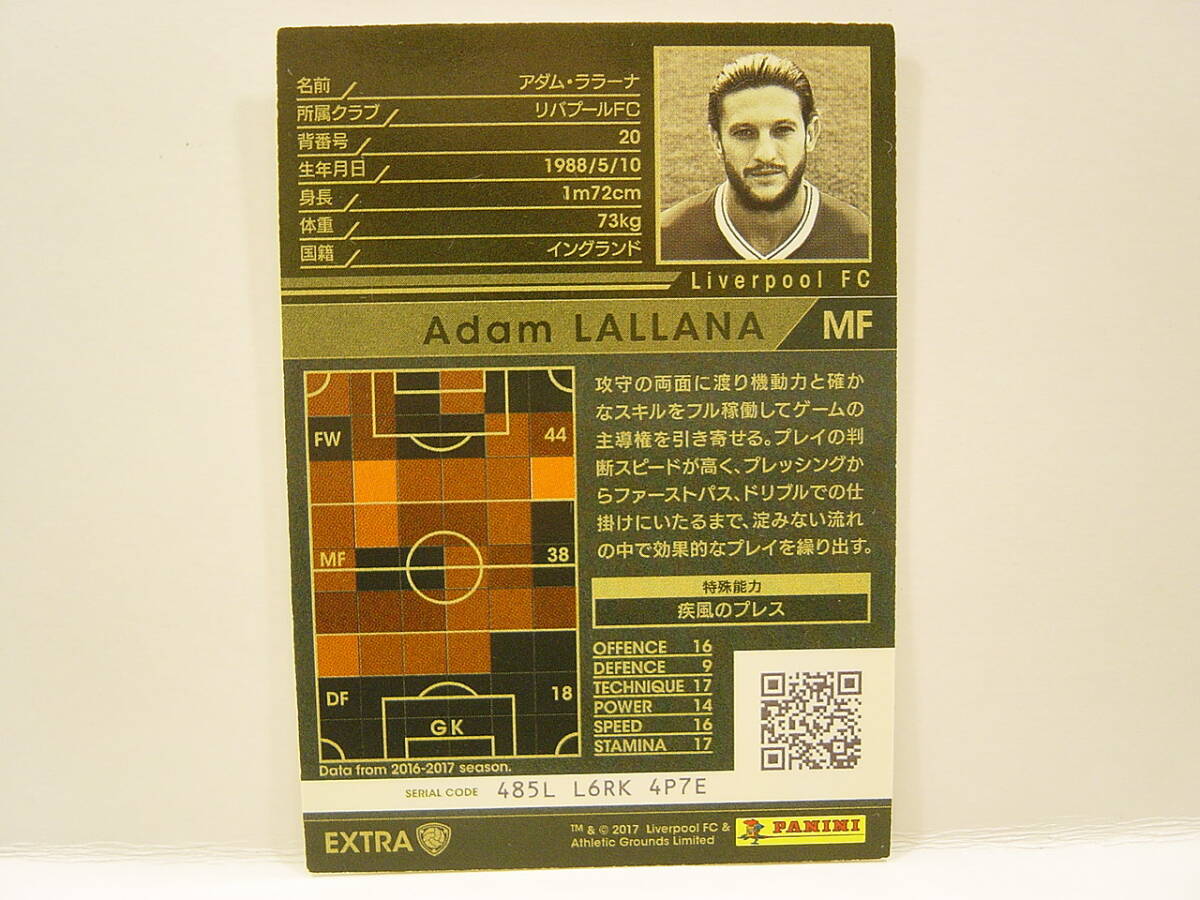 名前 アダム・ララーナ
所属クラブ リバプールFC
背番号 20
生年月日 1988/5/10
身長 1m72cm
体重 73kg
国籍 イングランド
Liverpool FC
Adam LALLANA MF
FW 44
MF 38
DF 18
GK
Data from 2016-2017 season.
攻守の両面に渡り機動力と確か
なスキルをフル稼働してゲームの
主導権を引き寄せる。プレイの判
断スピードが高く、プレッシングか
らファーストパス、ドリブルでの仕
掛けにいたるまで、淀みない流れ
の中で効果的なプレイを繰り出す。
特殊能力
疾風のプレス
OFFENCE 16
DEFENCE 9
TECHNIQUE 17
POWER 14
SPEED 16
STAMINA 17
SERIAL CODE 485L L6RK 4P7E
EXTRA
™ & © 2017 Liverpool FC &
Athletic Grounds Limited
PANINI